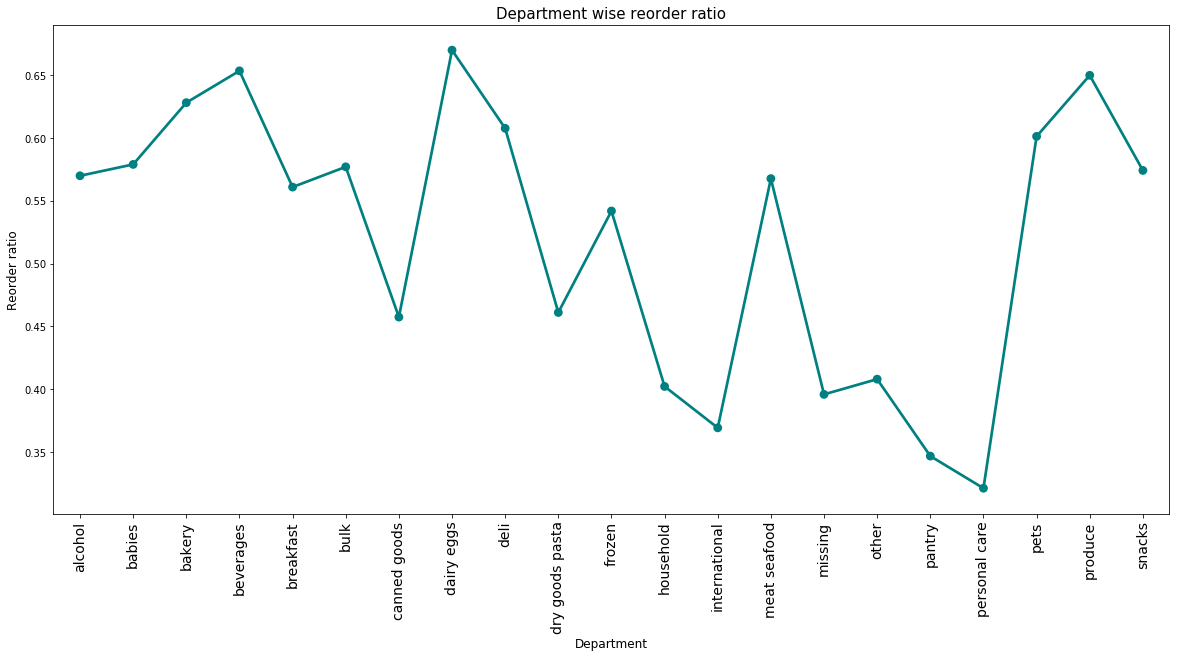 Department wise reorder ratio
Reorder ratio
0.65
0.60
0.55
0.50
0.45
0.40
0.35
alcohol
babies
bakery
beverages
breakfast
bulk
canned goods
dairy eggs
deli
dry goods pasta
frozen
household
international
meat seafood
missing
other
pantry
personal care
pets
produce
snacks
Department